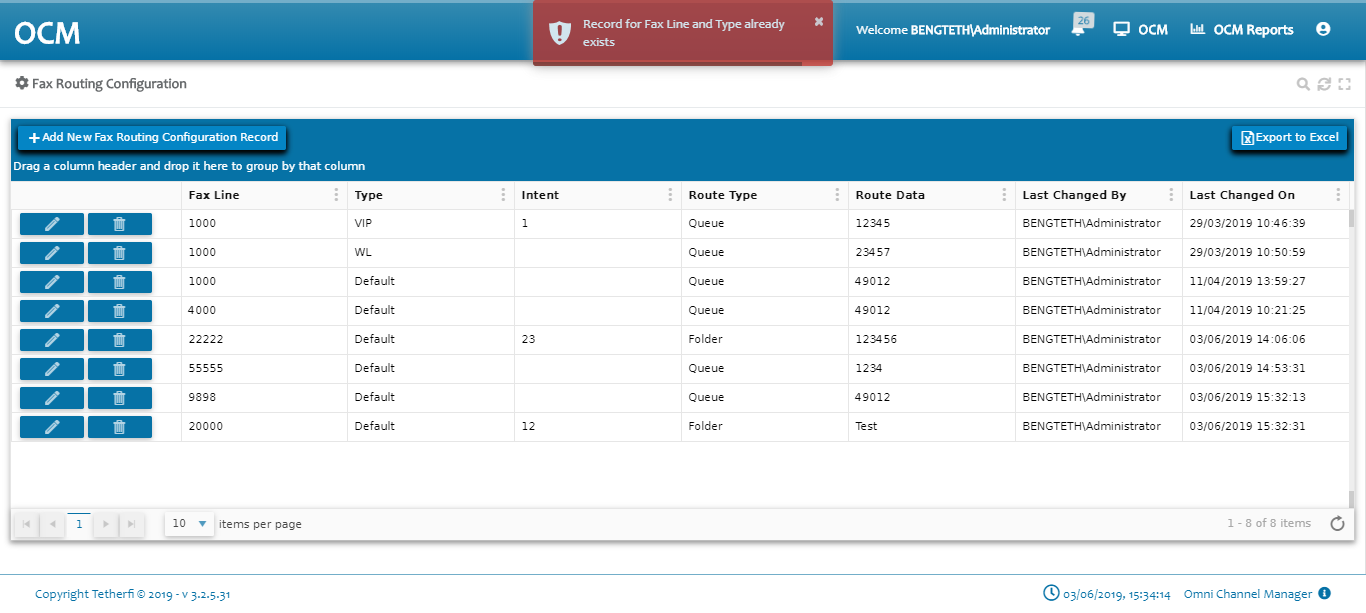 OCM
Record for Fax Line and Type already
exists
Welcome BENGTETH\Administrator
26
OCM
OCM Reports
Fax Routing Configuration
Add New Fax Routing Configuration Record
Export to Excel
Drag a column header and drop it here to group by that column
Fax Line Type Intent Route Type Route Data Last Changed By Last Changed On
1000 VIP 1 Queue 12345 BENGTETH\Administrator 29/03/2019 10:46:39
1000 WL Queue 23457 BENGTETH\Administrator 29/03/2019 10:50:59
1000 Default Queue 49012 BENGTETH\Administrator 11/04/2019 13:59:27
4000 Default Queue 49012 BENGTETH\Administrator 11/04/2019 10:21:25
22222 Default 23 Folder 123456 BENGTETH\Administrator 03/06/2019 14:06:06
55555 Default Queue 1234 BENGTETH\Administrator 03/06/2019 14:53:31
9898 Default Queue 49012 BENGTETH\Administrator 03/06/2019 15:32:13
20000 Default 12 Folder Test BENGTETH\Administrator 03/06/2019 15:32:31
1 10 items per page 1 - 8 of 8 items
Copyright Tetherfi © 2019 - v 3.2.5.31
03/06/2019, 15:34:14 Omni Channel Manager